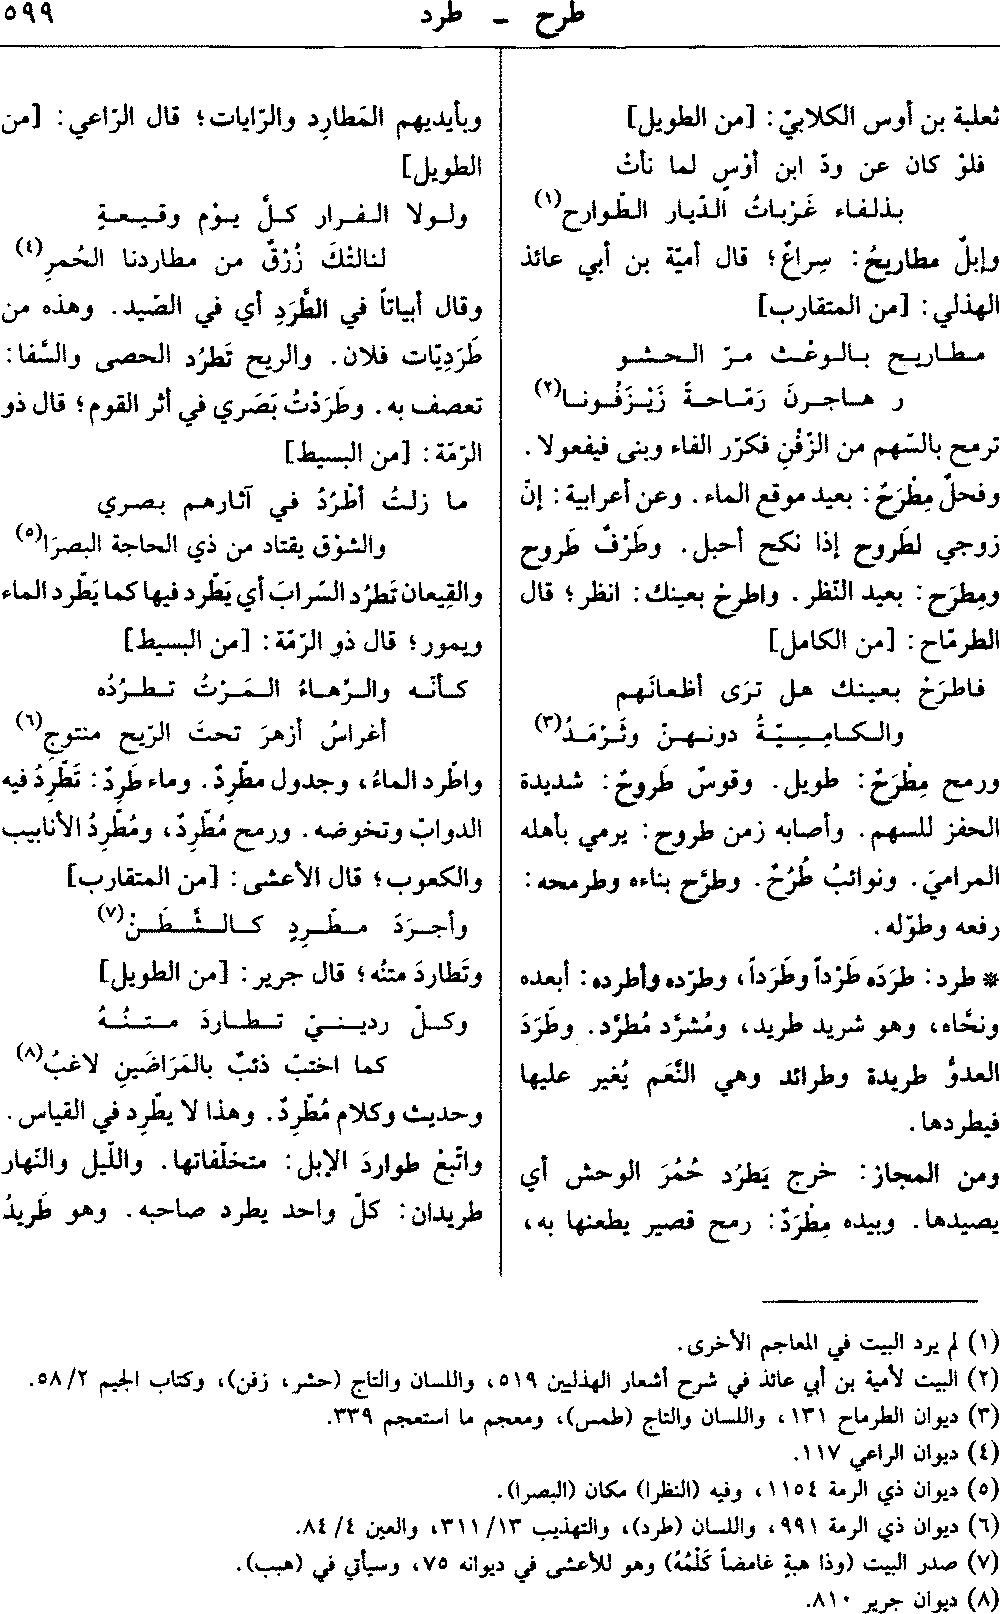 طرح - طرد
٥٩٩
ثعلبة بن أوس الكلابيّ: [من الطويل]
فلوْ كان عن ودّ ابن أوْسٍ لما نأتْ
بذلفاء غَرْباتُ الدّيار الطّوارح(١)
وإبلٌ مطاريحُ: سِراعٌ؛ قال أميّة بن أبي عائذ
الهذلي: [من المتقارب]
مطاريح بالوعْث مرّ الحشو
ر هاجرنَ رَمّاحةً زَيْزَفُونا(٢)
ترمح بالسّهم من الزّفْنِ فكرّر الفاء وبنى فيفعولا.
وفحلٌ مِطْرَحٌ: بعيد موقع الماء. وعن أعرابية: إنّ
زوجي لطَروح إذا نكح أحبل. وطَرْفٌ طَروح
ومِطرَح: بعيد النّظر. واطرحْ بعينك: انظر؛ قال
الطرمّاح: [من الكامل]
فاطرَحْ بعينك هل ترَى أظعانَهم
والكامِسِيّةُ دونهنّ وثَرْمَدُ(٣)
ورمح مِطْرَحٌ: طويل. وقوسٌ طَروحٌ: شديدة
الحفز للسهم. وأصابه زمن طروح: يرمي بأهله
المراميَ. ونوائبُ طُرُحٌ. وطرَّح بناءه وطرمحه:
رفعه وطوّله.
* طرد: طرَدَه طَرْداً وطَرَداً، وطرّده وأطرده: أبعده
ونحّاه، وهو شريد طريد، ومُشرَّد مُطرَّد. وطَرَدَ
العدوُّ طريدة وطرائد وهي النَّعَم يُغير عليها
فيطردها.
ومن المجاز: خرج يَطرُد حُمُرَ الوحش أي
يصيدها. وبيده مِطْرَدٌ: رمح قصير يطعنها به،
وبأيديهم المَطارِد والرّايات؛ قال الرّاعي: [من
الطويل]
ولولا الفرار كلّ يوْم وقيعةٍ
لنالتْكَ زُرْقٌ من مطاردنا الحُمرِ(٤)
وقال أبياتاً في الطَّرَدِ أي في الصّيد. وهذه من
طَرَدِيّات فلان. والريح تَطرُد الحصى والسَّفا:
تعصف به. وطَرَدْتُ بَصَري في أثر القوم؛ قال ذو
الرّمّة: [من البسيط]
ما زلتُ أطْرُدُ في آثارهم بصري
والشوْق يقتاد من ذي الحاجة البصرَا(٥)
والقِيعان تَطرُد السّرابَ أي يَطّرد فيها كما يَطّرد الماء
ويمور؛ قال ذو الرّمّة: [من البسيط]
كأنّه والرّهاءُ المَرْتُ تطرُدُه
أغراسُ أزهرَ تحتَ الرّيح منتوجِ(٦)
واطّرد الماءُ، وجدول مطّرِدٌ. وماء طَرِدٌ: تَطّرِدُ فيه
الدوابّ وتخوضه. ورمح مُطّرِدٌ، ومُطّرِدُ الأنابيب
والكعوب؛ قال الأعشى: [من المتقارب]
وأجرَدَ مطّرِدٍ كالشَّطَنْ(٧)
وتَطاردَ متنُه؛ قال جرير: [من الطويل]
وكلّ ردينيّ تطاردَ متنُهُ
كما اختبّ ذئبٌ بالمَرَاضَينِ لاغبُ(٨)
وحديث وكلام مُطّرِدٌ. وهذا لا يطّرِد في القياس.
واتّبعْ طواردَ الإبل: متخلّفاتها. واللّيل والنّهار
طريدان: كلّ واحد يطرد صاحبه. وهو طَريدُ
(١) لم يرد البيت في المعاجم الأخرى.
(٢) البيت لأمية بن أبي عائذ في شرح أشعار الهذليين ٥١٩، واللسان والتاج (حشر، زفن)، وكتاب الجيم ٥٨/٢.
(٣) ديوان الطرماح ١٣١، واللسان والتاج (طمس)، ومعجم ما استعجم ٣٣٩.
(٤) ديوان الراعي ١١٧.
(٥) ديوان ذي الرمة ١١٥٤، وفيه (النظرا) مكان (البصرا).
(٦) ديوان ذي الرمة ٩٩١، واللسان (طرد)، والتهذيب ٣١١/١٣، والعين ٨٤/٤.
(٧) صدر البيت (وذا هبةٍ غامضاً كَلْمُهُ) وهو للأعشى في ديوانه ٧٥، وسيأتي في (هبب).
(٨) ديوان جرير ٨١٠.